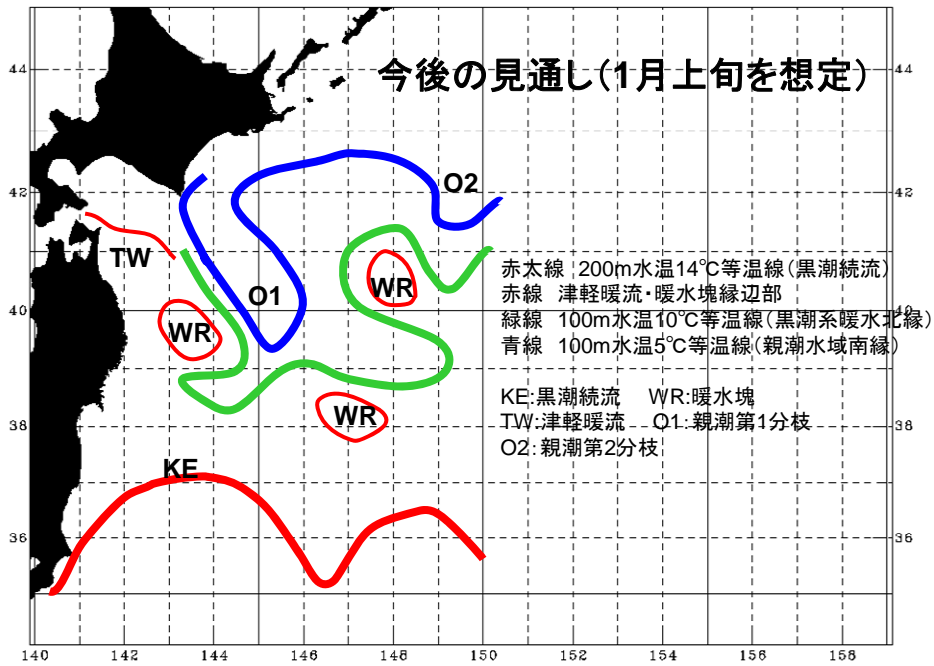 今後の見通し(1月上旬を想定)
44
44
42
42
O2
TW
WR
O1
WR
40
40
WR
38
38
KE
36
36
赤太線 200m水温14℃等温線(黒潮続流)
赤線 津軽暖流・暖水塊縁辺部
緑線 100m水温10℃等温線(黒潮系暖水北縁)
青線 100m水温5℃等温線(親潮水域南縁)
KE:黒潮続流 WR:暖水塊
TW:津軽暖流 O1:親潮第1分枝
O2:親潮第2分枝
140 142 144 146 148 150 152 154 156 158